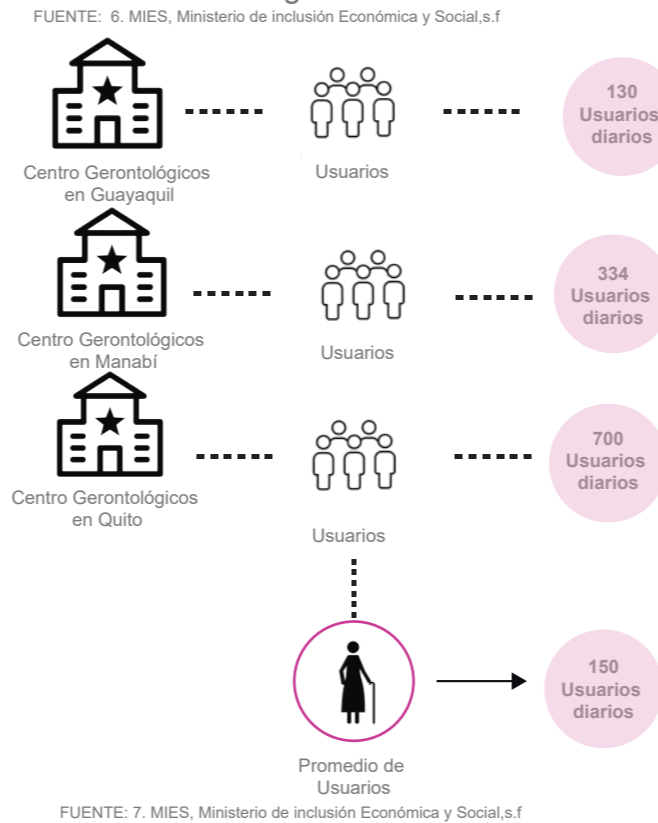 FUENTE:  6. MIES, Ministerio de inclusión Económica y Social,s.f
130
Usuarios
diarios
Centro Gerontológicos
en Guayaquil
Usuarios
334
Usuarios
diarios
Centro Gerontológicos
en Manabí
Usuarios
700
Usuarios
diarios
Centro Gerontológicos
en Quito
Usuarios
150
Usuarios
diarios
Promedio de
Usuarios
FUENTE: 7. MIES, Ministerio de inclusión Económica y Social,s.f